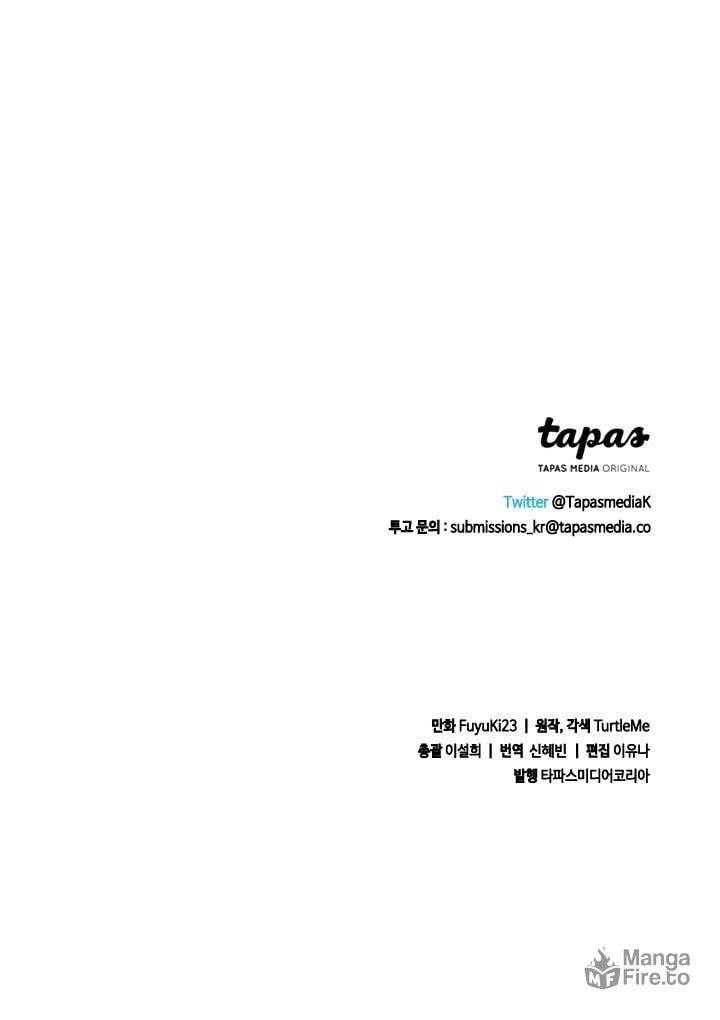 tapas
TAPAS MEDIA ORIGINAL
Twitter @TapasmediaK
투고 문의 : submissions_kr@tapasmedia.co
만화 FuyuKi23 | 원작, 각색 TurtleMe
총괄 이설희 | 번역 신혜빈 | 편집 이유나
발행 타파스미디어코리아
Manga
MF Fire.to